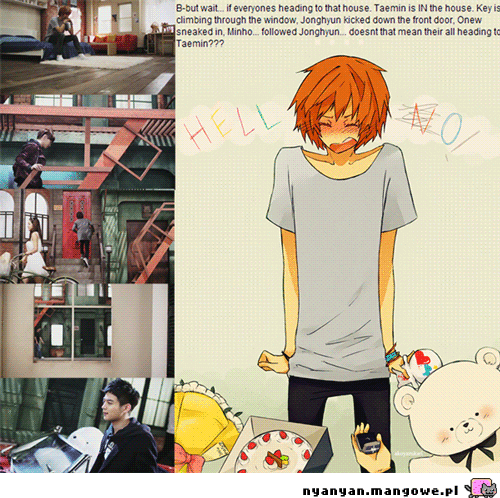 B-but wait... if everyones heading to that house. Taemin is IN the house. Key is
climbing through the window, Jonghyun kicked down the front door, Onew
sneaked in, Minho... followed Jonghyun... doesnt that mean their all heading to
Taemin???
HELL NO!
nyanyan.mangowe.pl